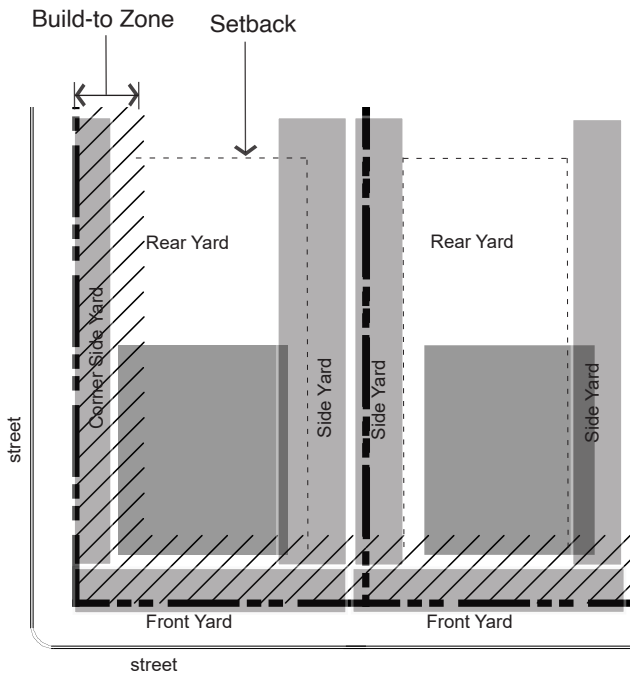 Build-to Zone
Setback
Rear Yard
Rear Yard
Corner Side Yard
Side Yard
Side Yard
Side Yard
street
Front Yard
Front Yard
street